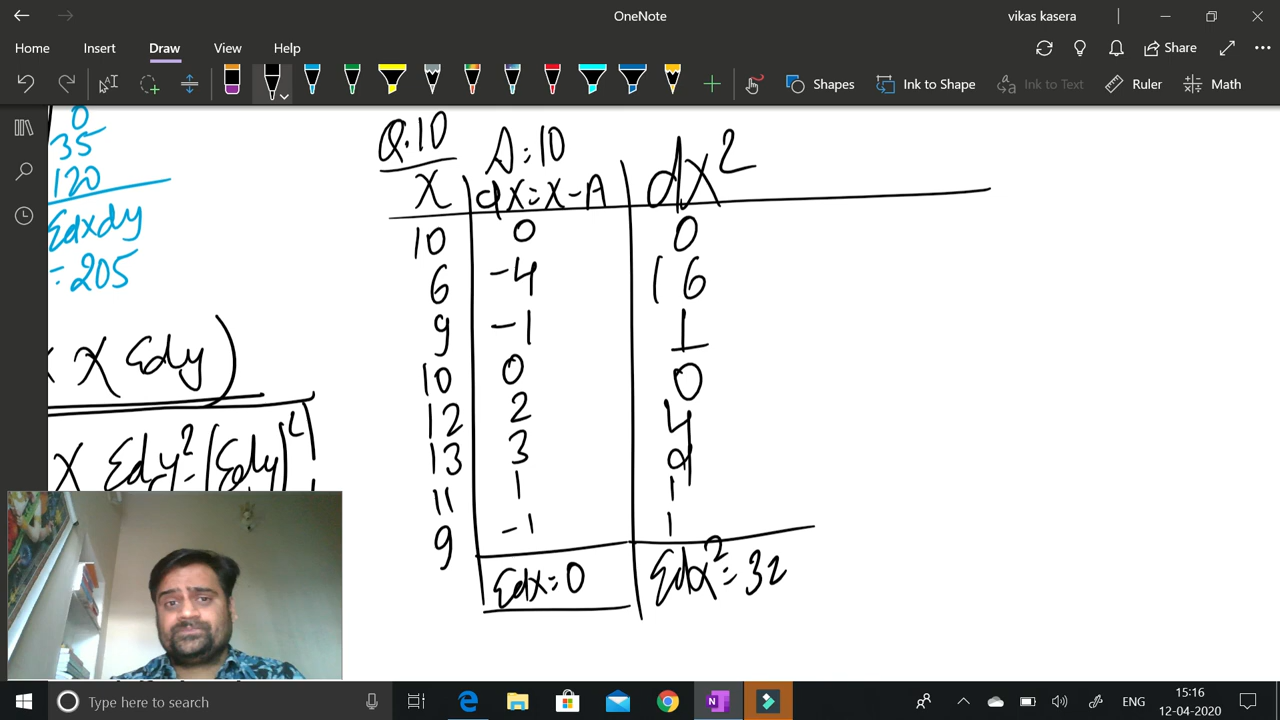 OneNote
vikas kasera
Home Insert Draw View Help
Share
Shapes Ink to Shape Ink to Text Ruler Math
0
35
120
Σdxdy
= 205
X Σdy)
X Σdy² - (Σdy)²
Q.10 A = 10
X dx = X - A dx²
10 0 0
6 -4 16
9 -1 1
10 0 0
12 2 4
13 3 9
11 1 1
9 -1 1
Σdx = 0 Σdx² = 32
Type here to search
ENG
15:16
12-04-2020